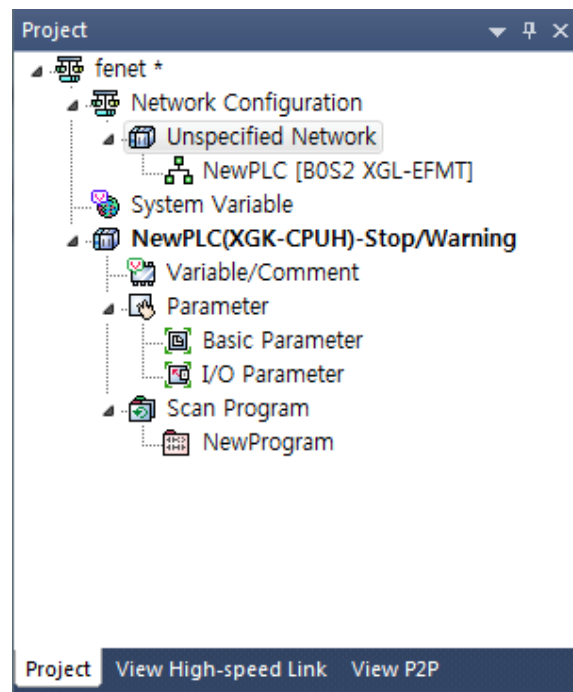 Project
fenet *
Network Configuration
Unspecified Network
NewPLC [B0S2 XGL-EFMT]
System Variable
NewPLC(XGK-CPUH)-Stop/Warning
Variable/Comment
Parameter
Basic Parameter
I/O Parameter
Scan Program
NewProgram
Project View High-speed Link View P2P